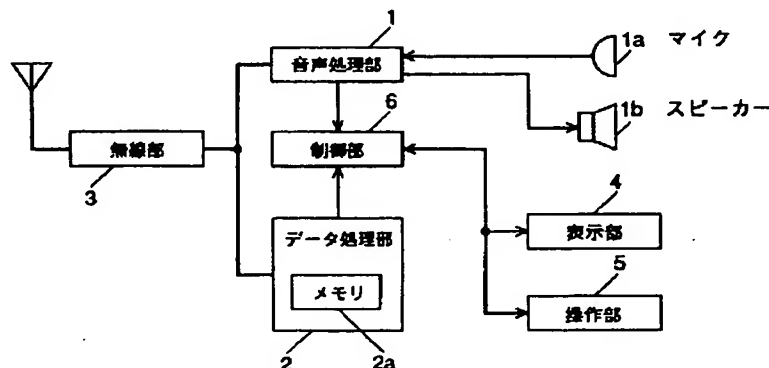 1
音声処理部
1a マイク
6
1b スピーカー
無線部
制御部
3
4
データ処理部
表示部
5
メモリ
操作部
2
2a